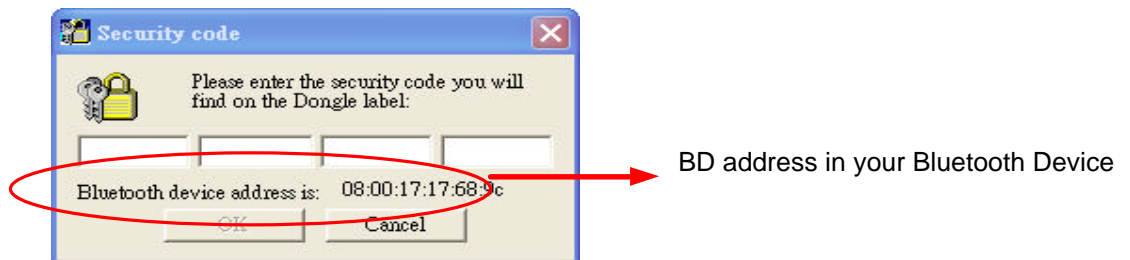 Security code
Please enter the security code you will
find on the Dongle label:
Bluetooth device address is: 08:00:17:17:68:9c
OK Cancel
BD address in your Bluetooth Device